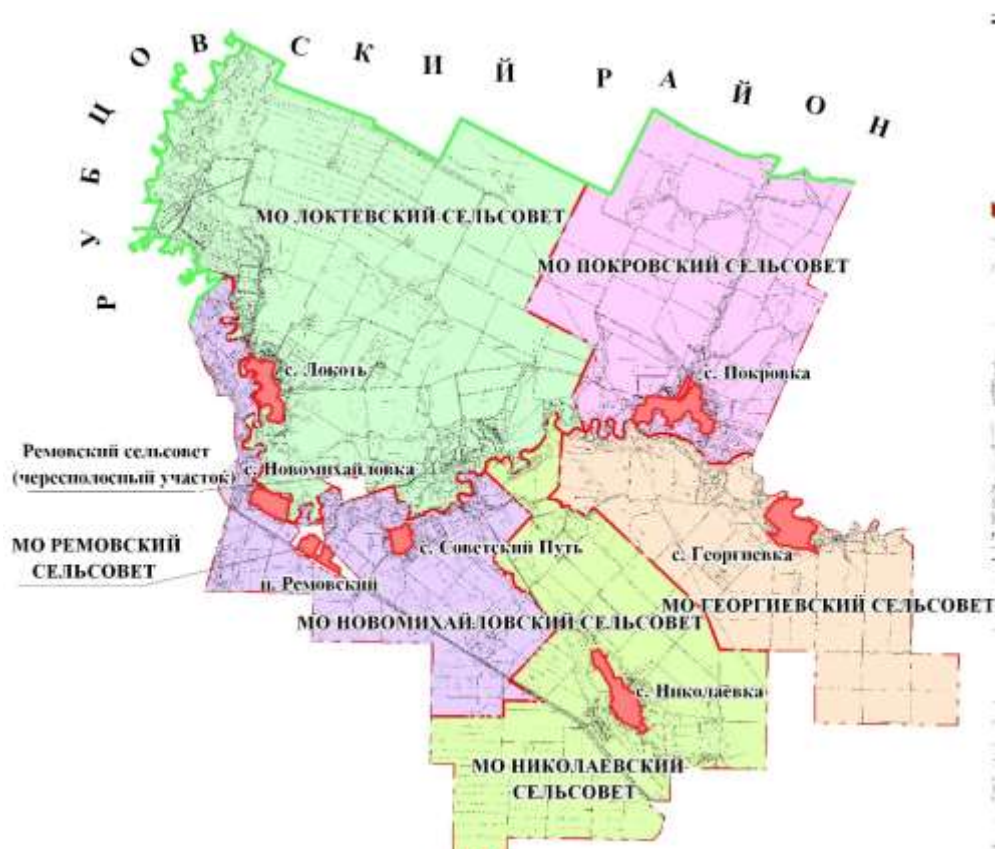 РУБЦОВСКИЙ РАЙОН
МО ЛОКТЕВСКИЙ СЕЛЬСОВЕТ
МО ПОКРОВСКИЙ СЕЛЬСОВЕТ
с. Локоть
с. Покровка
Ремовский сельсовет
(чересполосный участок)
с. Новомихайловка
МО РЕМОВСКИЙ
СЕЛЬСОВЕТ
с. Советский Путь
с. Георгиевка
п. Ремовский
МО ГЕОРГИЕВСКИЙ СЕЛЬСОВЕТ
МО НОВОМИХАЙЛОВСКИЙ СЕЛЬСОВЕТ
с. Николаевка
МО НИКОЛАЕВСКИЙ
СЕЛЬСОВЕТ